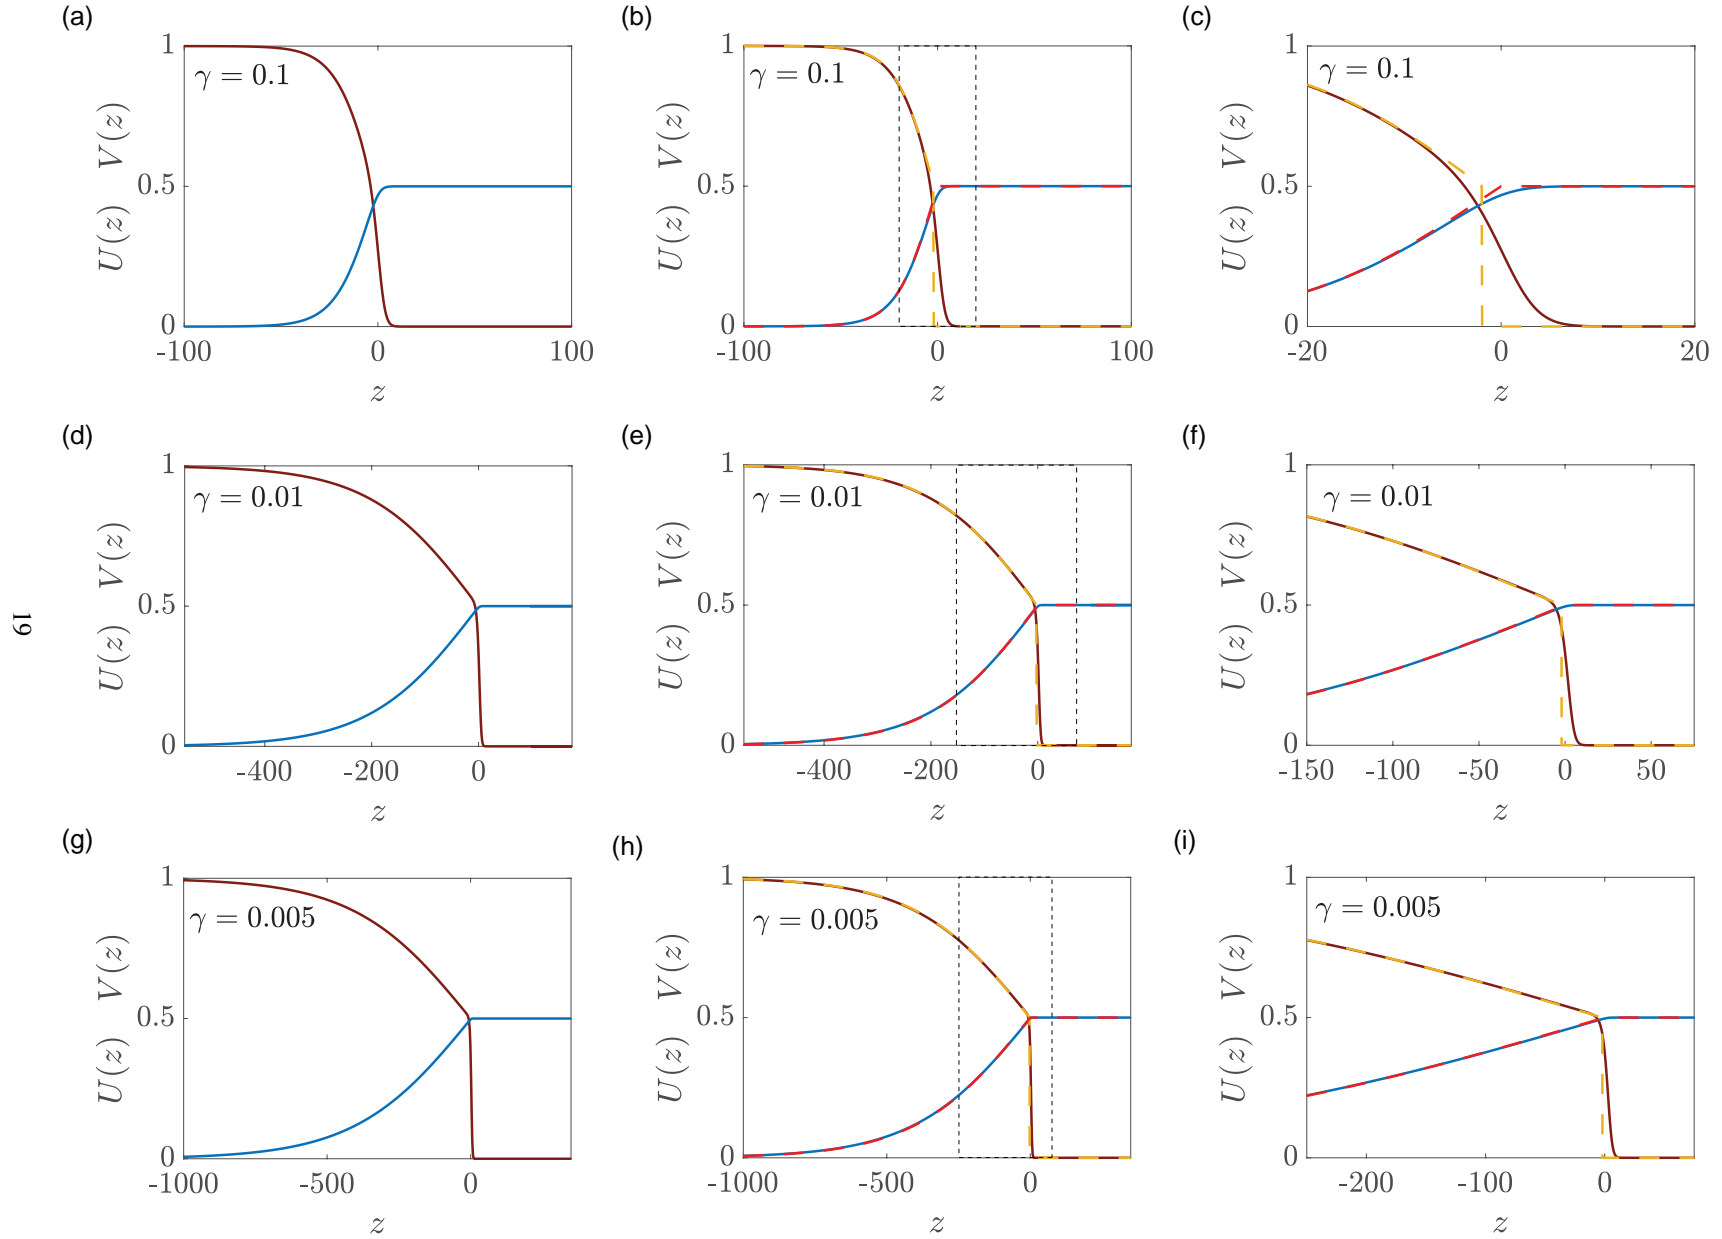 (a)
1
γ = 0.1
0.5
0
-100
0
100
z
U(z) V(z)
(b)
1
γ = 0.1
0.5
0
-100
0
100
z
U(z) V(z)
(c)
1
γ = 0.1
0.5
0
-20
0
20
z
U(z) V(z)
(d)
1
γ = 0.01
0.5
0
-400
-200
0
z
U(z) V(z)
(e)
1
γ = 0.01
0.5
0
-400
-200
0
z
U(z) V(z)
(f)
1
γ = 0.01
0.5
0
-150
-100
-50
0
50
z
U(z) V(z)
19
(g)
1
γ = 0.005
0.5
0
-1000
-500
0
z
U(z) V(z)
(h)
1
γ = 0.005
0.5
0
-1000
-500
0
z
U(z) V(z)
(i)
1
γ = 0.005
0.5
0
-200
-100
0
z
U(z) V(z)